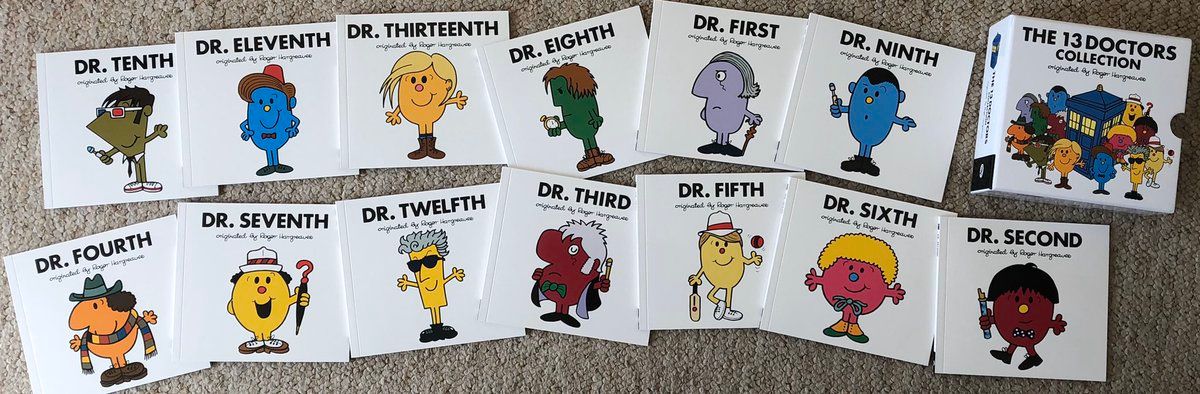 DR. TENTH
originated by Roger Hargreaves
DR. ELEVENTH
originated by Roger Hargreaves
DR. THIRTEENTH
originated by Roger Hargreaves
DR. EIGHTH
originated by Roger Hargreaves
DR. FIRST
originated by Roger Hargreaves
DR. NINTH
originated by Roger Hargreaves
THE 13 DOCTORS
COLLECTION
originated by Roger Hargreaves
THE 13 DOCTORS
DR. FOURTH
originated by Roger Hargreaves
DR. SEVENTH
originated by Roger Hargreaves
DR. TWELFTH
originated by Roger Hargreaves
DR. THIRD
originated by Roger Hargreaves
DR. FIFTH
originated by Roger Hargreaves
DR. SIXTH
originated by Roger Hargreaves
DR. SECOND
originated by Roger Hargreaves